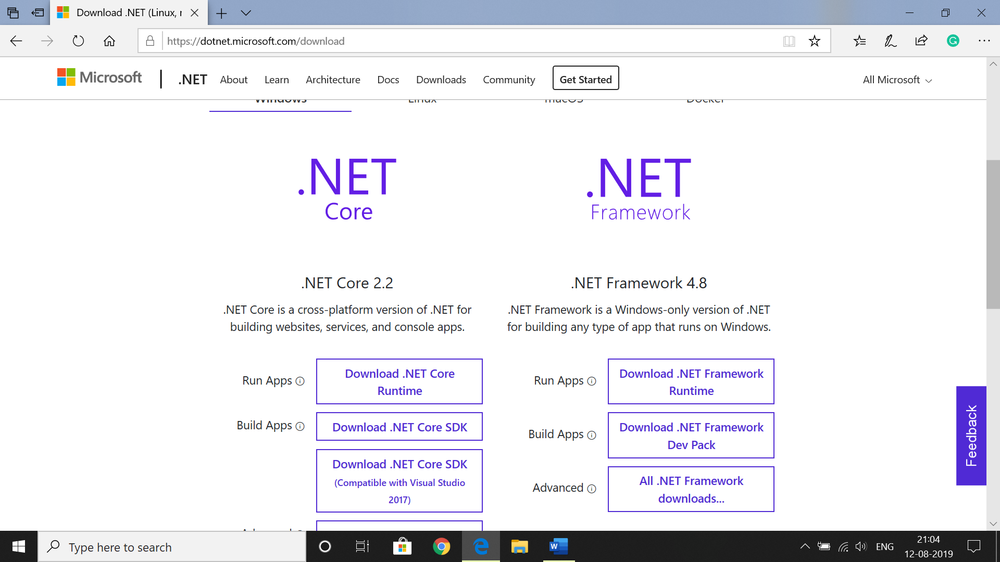 Download .NET (Linux, r
https://dotnet.microsoft.com/download
Microsoft
.NET About Learn Architecture Docs Downloads Community Get Started All Microsoft
Windows Linux macOS Docker
.NET
Core
.NET
Framework
.NET Core 2.2
.NET Core is a cross-platform version of .NET for
building websites, services, and console apps.
Run Apps
Download .NET Core
Runtime
Build Apps
Download .NET Core SDK
Download .NET Core SDK
(Compatible with Visual Studio
2017)
.NET Framework 4.8
.NET Framework is a Windows-only version of .NET
for building any type of app that runs on Windows.
Run Apps
Download .NET Framework
Runtime
Build Apps
Download .NET Framework
Dev Pack
Advanced
All .NET Framework
downloads...
Feedback
Type here to search
W
ENG
21:04
12-08-2019